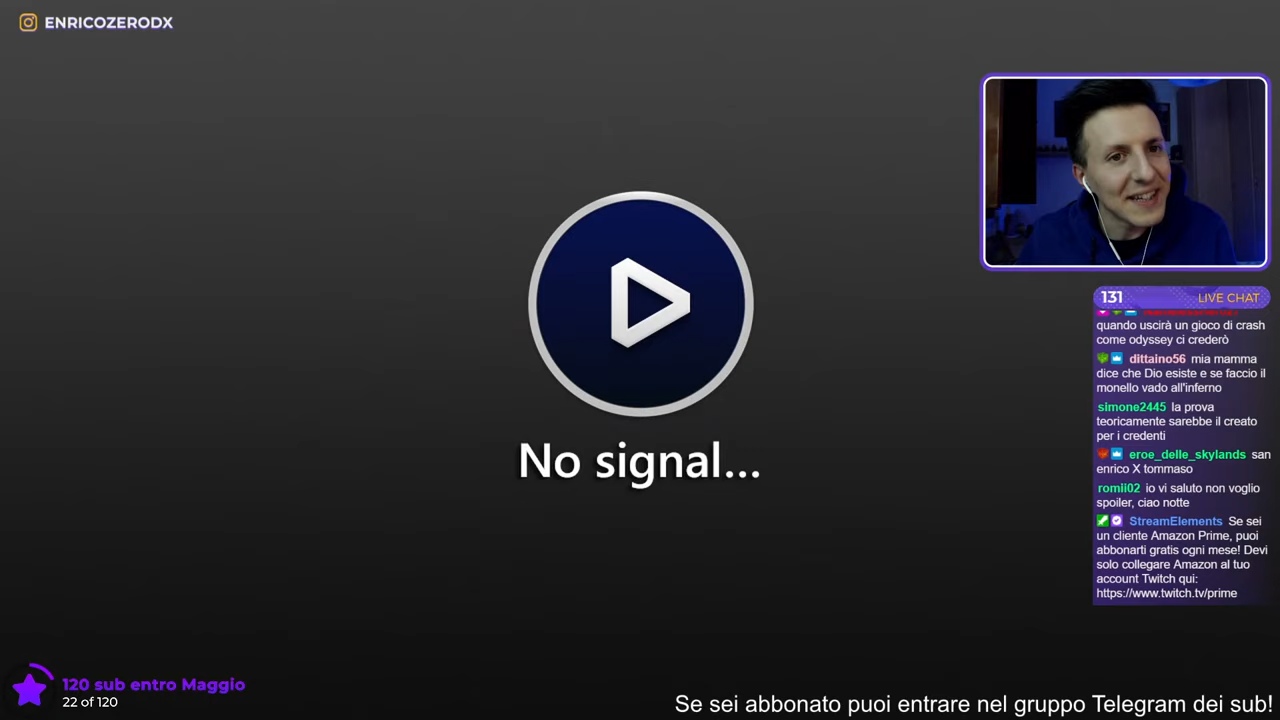 ENRICOZERODX
No signal...
131
LIVE CHAT
quando uscirà un gioco di crash
come odyssey ci crederò
dittaino56 mia mamma
dice che Dio esiste e se faccio il
monello vado all'inferno
simone2445 la prova
teoricamente sarebbe il creato
per i credenti
eroe_delle_skylands san
enrico X tommaso
romii02 io vi saluto non voglio
spoiler, ciao notte
StreamElements Se sei
un cliente Amazon Prime, puoi
abbonarti gratis ogni mese! Devi
solo collegare Amazon al tuo
account Twitch qui:
https://www.twitch.tv/prime
120 sub entro Maggio
22 of 120
Se sei abbonato puoi entrare nel gruppo Telegram dei sub!